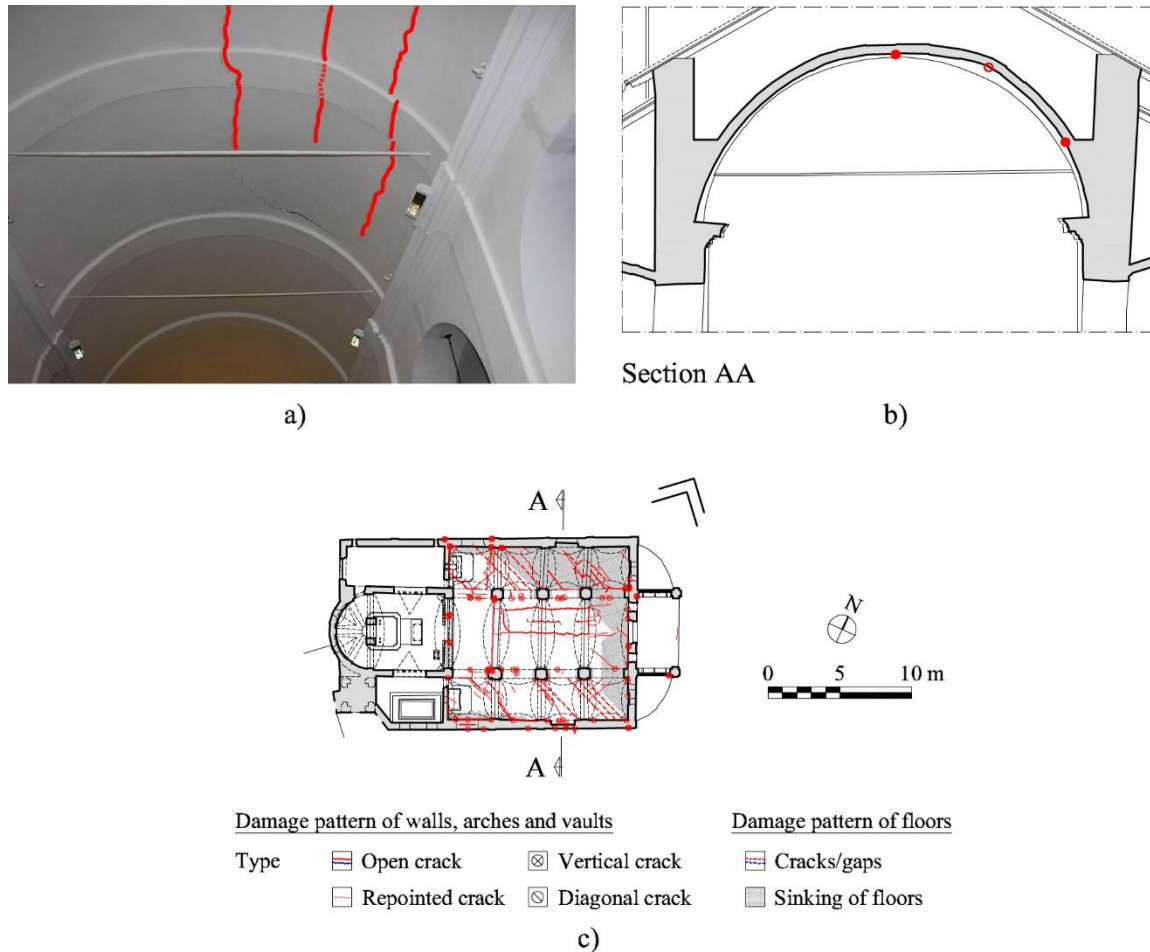 Section AA
a)
b)
A
N
0 5 10 m
A
Damage pattern of walls, arches and vaults
Damage pattern of floors
Type
Open crack
Vertical crack
Cracks/gaps
Repointed crack
Diagonal crack
Sinking of floors
c)